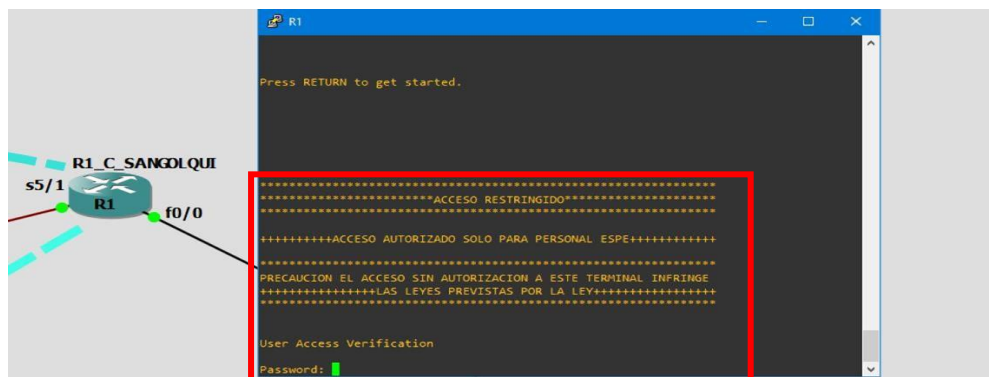 R1
Press RETURN to get started.
R1_C_SANGOLQUI
s5/1
R1
f0/0
***************************************************************
************************ACCESO RESTRINGIDO*********************
***************************************************************
++++++++++ACCESO AUTORIZADO SOLO PARA PERSONAL ESPE++++++++++++
***************************************************************
PRECAUCION EL ACCESO SIN AUTORIZACION A ESTE TERMINAL INFRINGE
++++++++++++++++LAS LEYES PREVISTAS POR LA LEY+++++++++++++++++
***************************************************************
User Access Verification
Password: